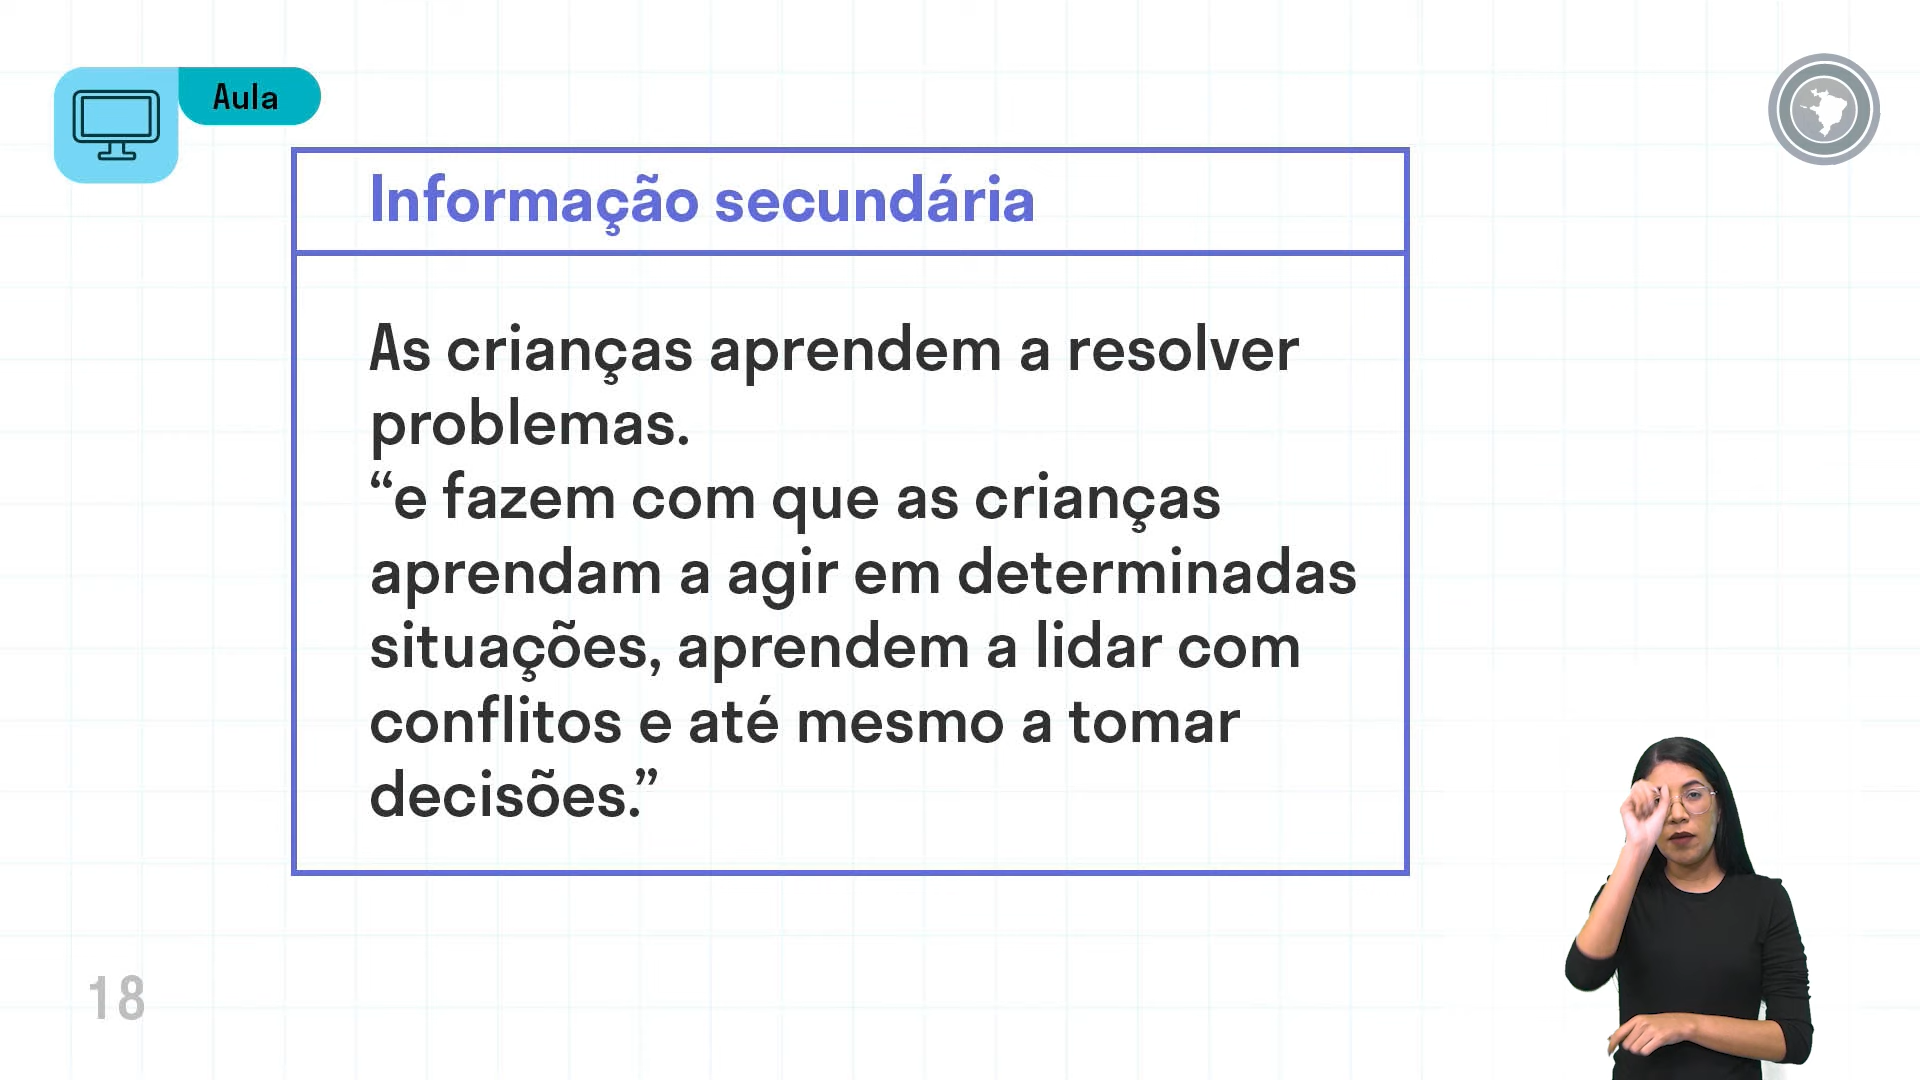 Aula
Informação secundária
As crianças aprendem a resolver
problemas.
“e fazem com que as crianças
aprendam a agir em determinadas
situações, aprendem a lidar com
conflitos e até mesmo a tomar
decisões.”
18